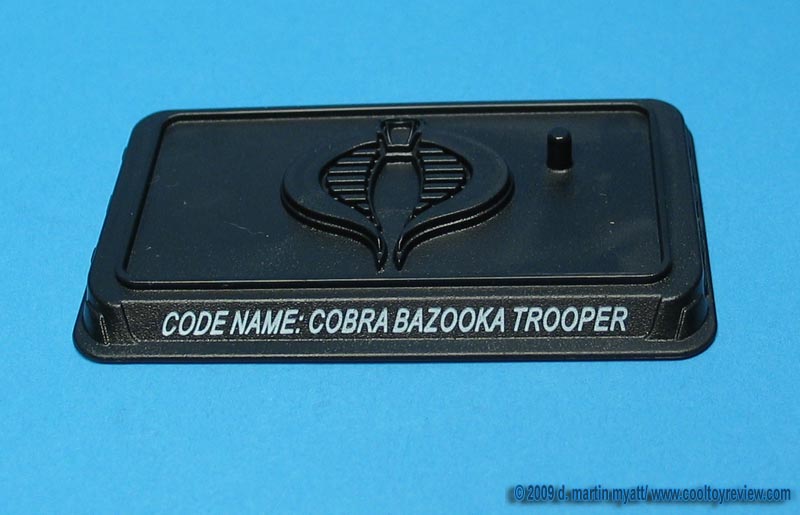 CODE NAME: COBRA BAZOOKA TROOPER
©2009 d. martin myatt/ www.cooltoyreview.com